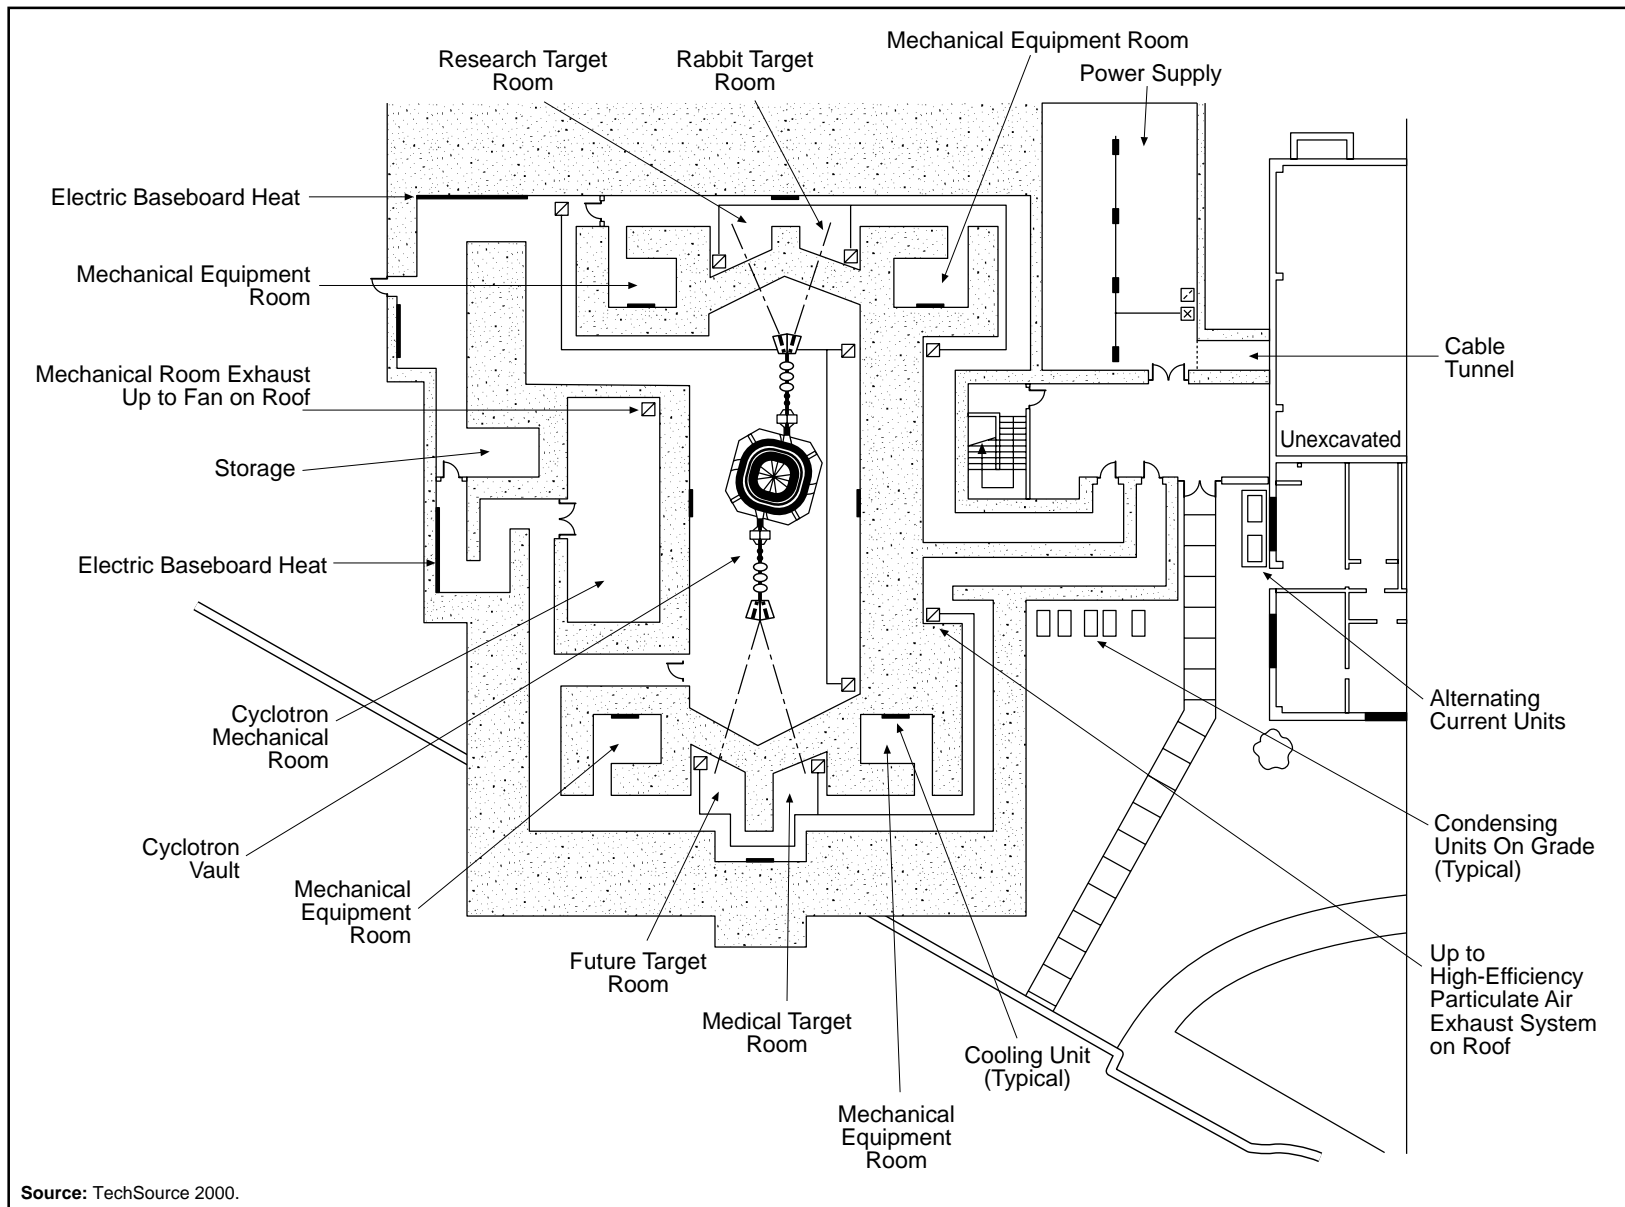 Research Target
Room
Rabbit Target
Room
Mechanical Equipment Room
Power Supply
Electric Baseboard Heat
Mechanical Equipment
Room
Mechanical Room Exhaust
Up to Fan on Roof
Storage
Electric Baseboard Heat
Cable
Tunnel
Unexcavated
Cyclotron
Mechanical
Room
Cyclotron
Vault
Mechanical
Equipment
Room
Future Target
Room
Medical Target
Room
Mechanical
Equipment
Room
Cooling Unit
(Typical)
Alternating
Current Units
Condensing
Units On Grade
(Typical)
Up to
High-Efficiency
Particulate Air
Exhaust System
on Roof
Source: TechSource 2000.